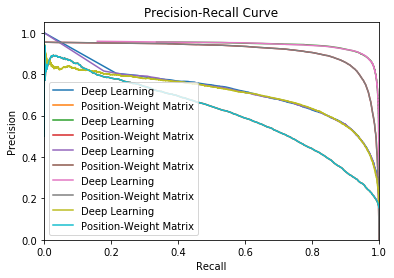 Precision-Recall Curve
1.0
0.8
0.6
0.4
0.2
0.0
Precision
Deep Learning
Position-Weight Matrix
Deep Learning
Position-Weight Matrix
Deep Learning
Position-Weight Matrix
Deep Learning
Position-Weight Matrix
Deep Learning
Position-Weight Matrix
0.0 0.2 0.4 0.6 0.8 1.0
Recall